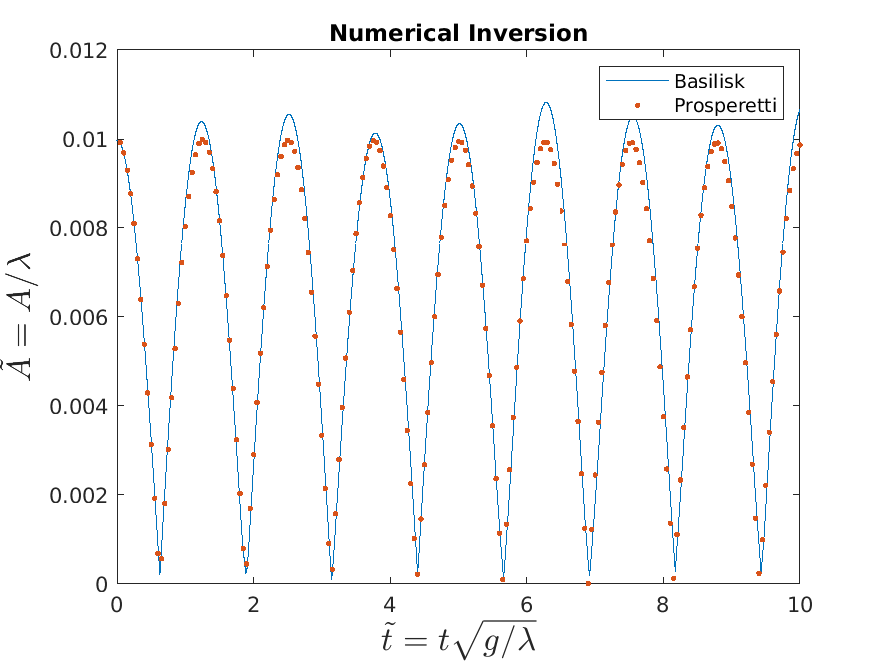 Numerical Inversion
0.012
0.01
0.008
0.006
0.004
0.002
0
Ã = A/λ
Basilisk
Prosperetti
0 2 4 6 8 10
t̃ = t√(g/λ)